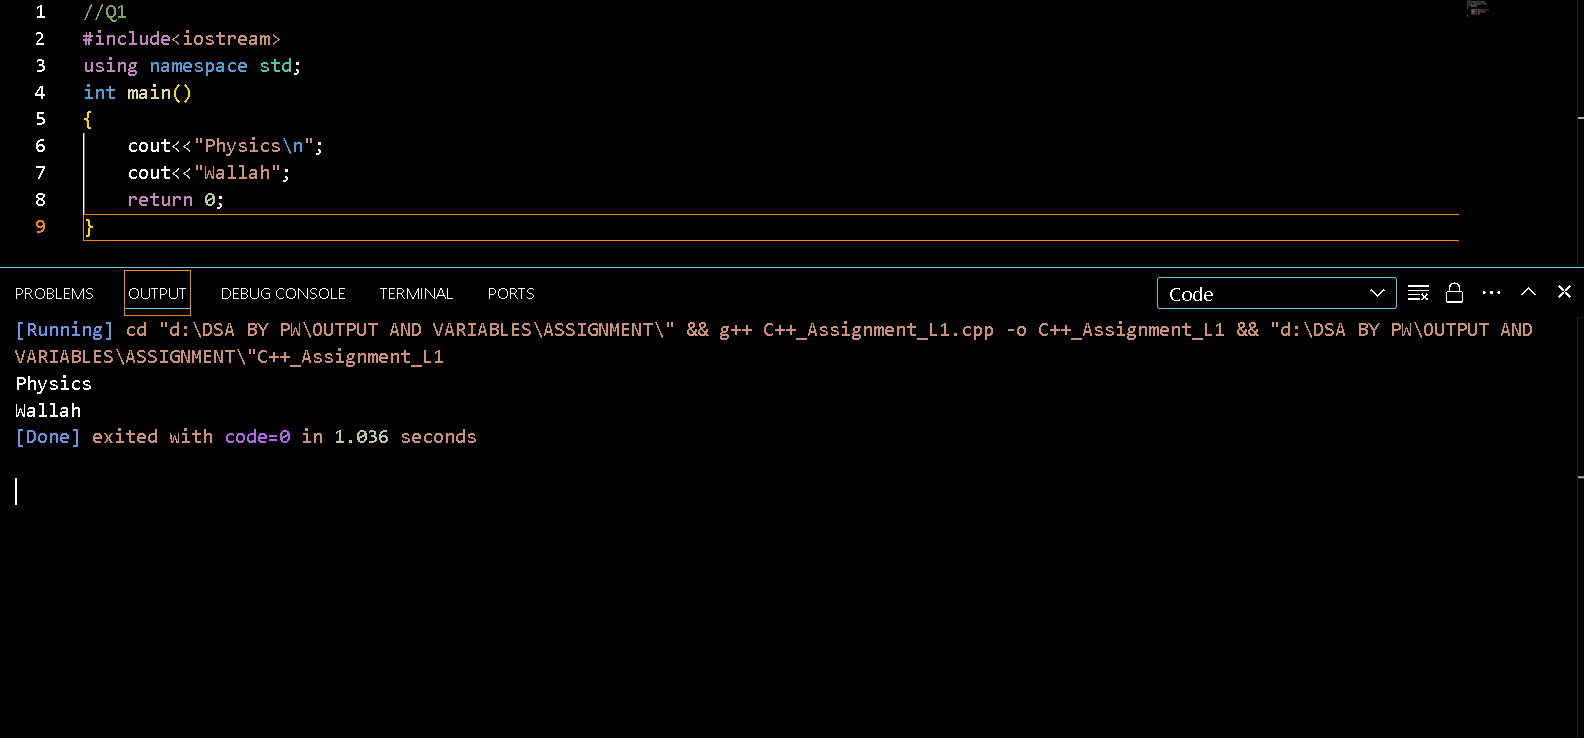 1 //Q1
2 #include<iostream>
3 using namespace std;
4 int main()
5 {
6 cout<<"Physics\n";
7 cout<<"Wallah";
8 return 0;
9 }
PROBLEMS OUTPUT DEBUG CONSOLE TERMINAL PORTS Code
[Running] cd "d:\DSA BY PW\OUTPUT AND VARIABLES\ASSIGNMENT\" && g++ C++_Assignment_L1.cpp -o C++_Assignment_L1 && "d:\DSA BY PW\OUTPUT AND
VARIABLES\ASSIGNMENT\"C++_Assignment_L1
Physics
Wallah
[Done] exited with code=0 in 1.036 seconds